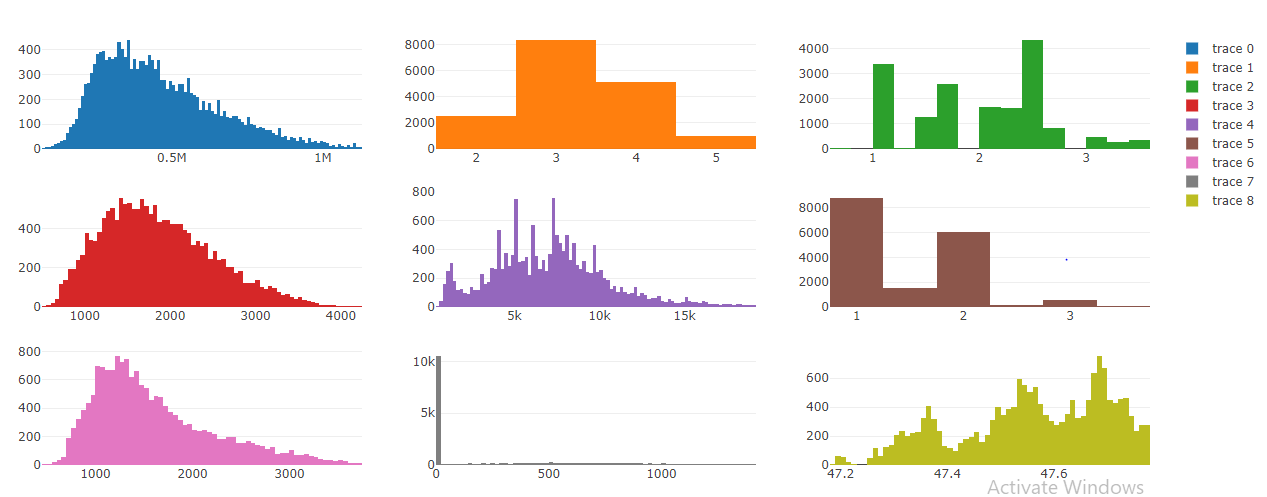 400
300
200
100
0
0.5M 1M
8000
6000
4000
2000
0
2 3 4 5
4000
3000
2000
1000
0
1 2 3
trace 0
trace 1
trace 2
trace 3
trace 4
trace 5
trace 6
trace 7
trace 8
400
200
0
1000 2000 3000 4000
800
600
400
200
0
5k 10k 15k
8000
6000
4000
2000
0
1 2 3
800
600
400
200
0
1000 2000 3000
10k
5k
0
0 500 1000
600
400
200
0
47.2 47.4 47.6
Activate Windows